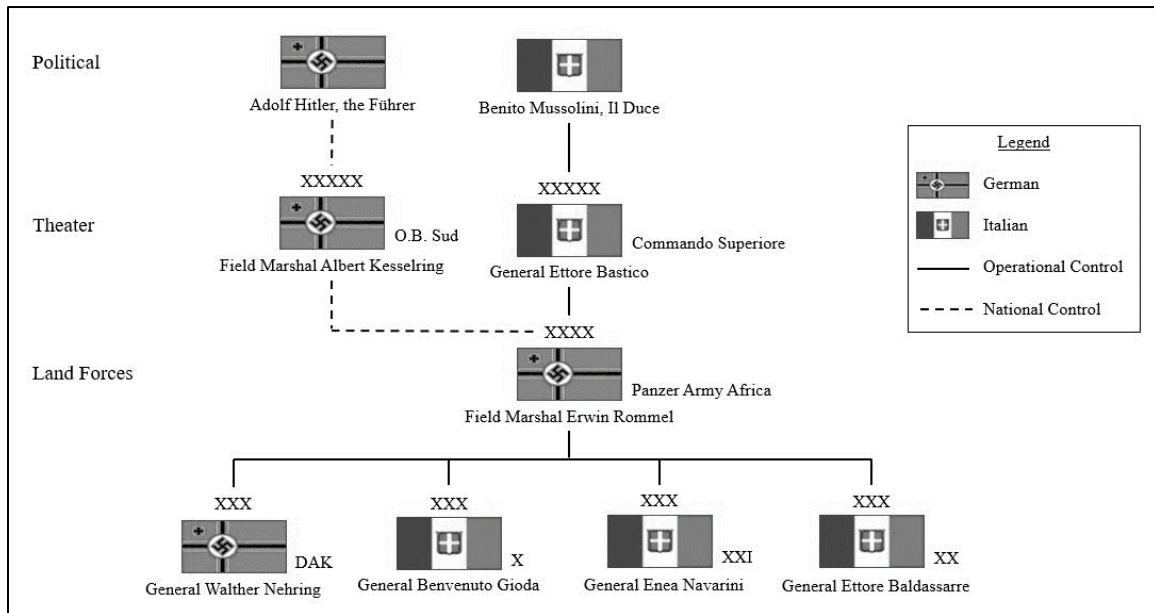 Political
Adolf Hitler, the Führer
Benito Mussolini, Il Duce
Legend
German
Italian
Operational Control
National Control
XXXXX
XXXXX
Theater
O.B. Sud
Commando Superiore
Field Marshal Albert Kesselring
General Ettore Bastico
XXXX
Land Forces
Panzer Army Africa
Field Marshal Erwin Rommel
XXX
XXX
XXX
XXX
DAK
X
XXI
XX
General Walther Nehring
General Benvenuto Gioda
General Enea Navarini
General Ettore Baldassarre